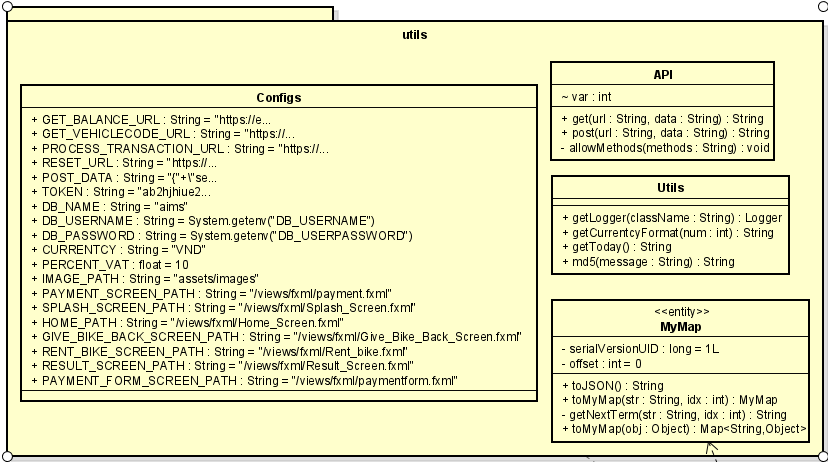 utils
Configs
+ GET_BALANCE_URL : String = "https://e...
+ GET_VEHICLECODE_URL : String = "https://...
+ PROCESS_TRANSACTION_URL : String = "https://...
+ RESET_URL : String = "https://...
+ POST_DATA : String = "{"+\"se...
+ TOKEN : String = "ab2hjhiue2...
+ DB_NAME : String = "aims"
+ DB_USERNAME : String = System.getenv("DB_USERNAME")
+ DB_PASSWORD : String = System.getenv("DB_USERPASSWORD")
+ CURRENTCY : String = "VND"
+ PERCENT_VAT : float = 10
+ IMAGE_PATH : String = "assets/images"
+ PAYMENT_SCREEN_PATH : String = "/views/fxml/payment.fxml"
+ SPLASH_SCREEN_PATH : String = "/views/fxml/Splash_Screen.fxml"
+ HOME_PATH : String = "/views/fxml/Home_Screen.fxml"
+ GIVE_BIKE_BACK_SCREEN_PATH : String = "/views/fxml/Give_Bike_Back_Screen.fxml"
+ RENT_BIKE_SCREEN_PATH : String = "/views/fxml/Rent_bike.fxml"
+ RESULT_SCREEN_PATH : String = "/views/fxml/Result_Screen.fxml"
+ PAYMENT_FORM_SCREEN_PATH : String = "/views/fxml/paymentform.fxml"
API
~ var : int
+ get(url : String, data : String) : String
+ post(url : String, data : String) : String
- allowMethods(methods : String) : void
Utils
+ getLogger(className : String) : Logger
+ getCurrentcyFormat(num : int) : String
+ getToday() : String
+ md5(message : String) : String
<<entity>>
MyMap
- serialVersionUID : long = 1L
- offset : int = 0
+ toJSON() : String
+ toMyMap(str : String, idx : int) : MyMap
- getNextTerm(str : String, idx : int) : String
+ toMyMap(obj : Object) : Map<String,Object>